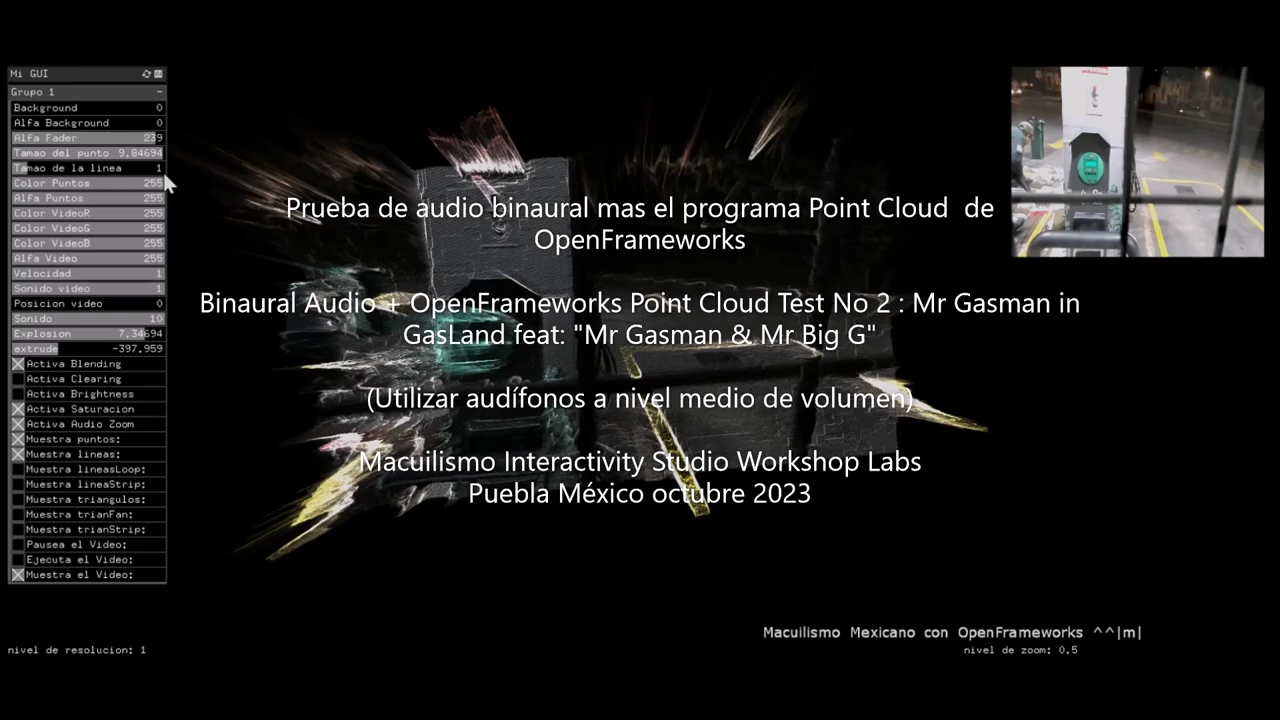 Mi GUI
Grupo 1 -
Background 0
Alfa Background 0
Alfa Fader 239
Tamao del punto 9.84694
Tamao de la linea 1
Color Puntos 255
Alfa Puntos 255
Color VideoR 255
Color VideoG 255
Color VideoB 255
Alfa Video 255
Velocidad 1
Sonido video 1
Posicion video 0
Sonido 10
Explosion 7.34694
extrude -397.959
Activa Blending
Activa Clearing
Activa Brightness
Activa Saturacion
Activa Audio Zoom
Muestra puntos:
Muestra lineas:
Muestra lineasLoop:
Muestra lineaStrip:
Muestra triangulos:
Muestra trianFan:
Muestra trianStrip:
Pausea el Video:
Ejecuta el Video:
Muestra el Video:
nivel de resolucion: 1
Prueba de audio binaural mas el programa Point Cloud de
OpenFrameworks
Binaural Audio + OpenFrameworks Point Cloud Test No 2 : Mr Gasman in
GasLand feat: "Mr Gasman & Mr Big G"
(Utilizar audífonos a nivel medio de volumen)
Macuilismo Interactivity Studio Workshop Labs
Puebla México octubre 2023
Macuilismo Mexicano con OpenFrameworks ^^|m|
nivel de zoom: 0.5